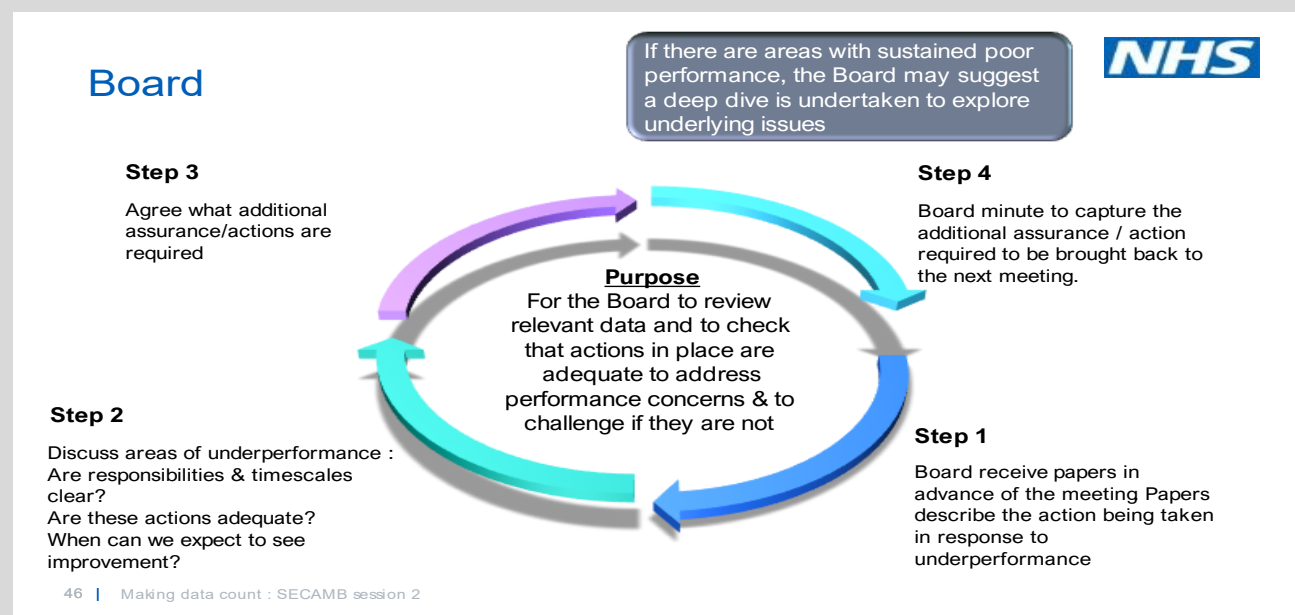 Board
If there are areas with sustained poor
performance, the Board may suggest
a deep dive is undertaken to explore
underlying issues
NHS
Step 3
Agree what additional
assurance/actions are
required
Step 4
Board minute to capture the
additional assurance / action
required to be brought back to
the next meeting.
Purpose
For the Board to review
relevant data and to check
that actions in place are
adequate to address
performance concerns & to
challenge if they are not
Step 2
Discuss areas of underperformance :
Are responsibilities & timescales
clear?
Are these actions adequate?
When can we expect to see
improvement?
Step 1
Board receive papers in
advance of the meeting Papers
describe the action being taken
in response to
underperformance
46 | Making data count : SECAMB session 2